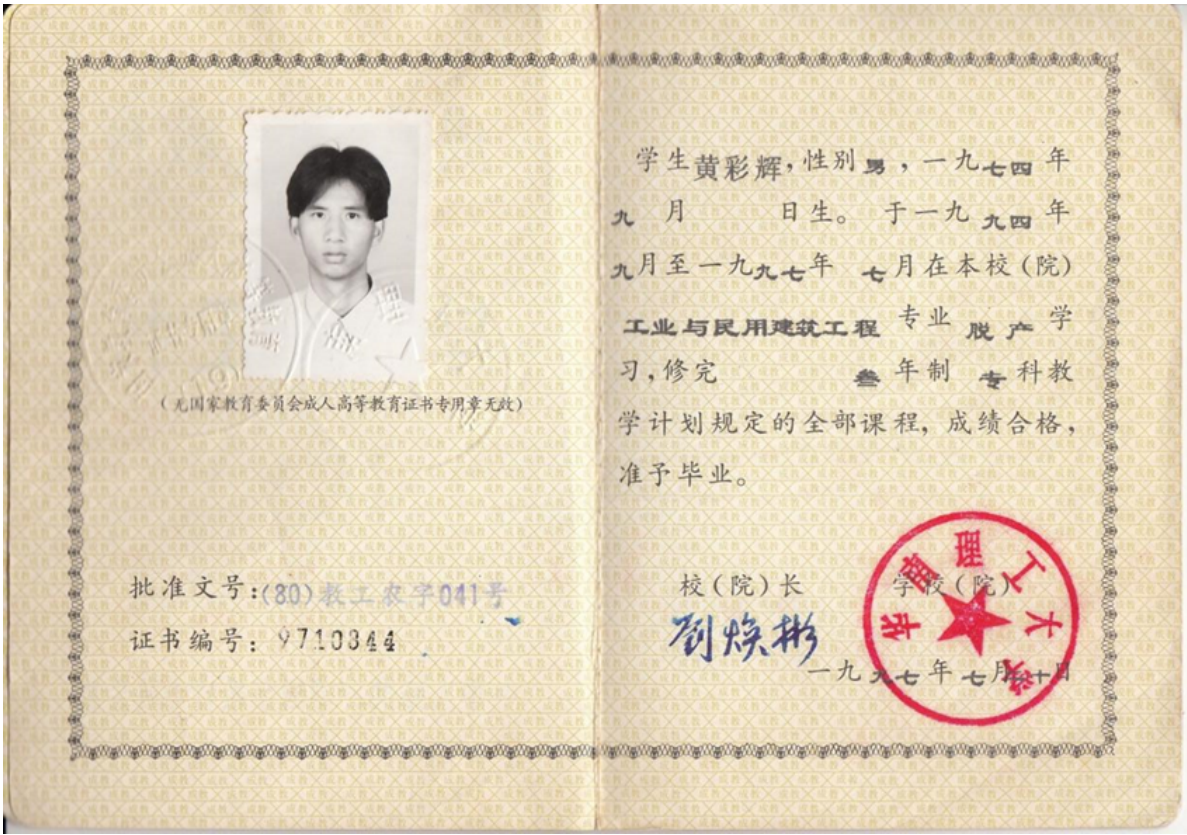 (无国家教育委员会成人高等教育证书专用章无效)
批准文号:(80)教工农字041号
证书编号:9710344
学生黄彩辉,性别男,一九七四年
九月 日生。于一九九四年
九月至一九九七年 七月在本校(院)
工业与民用建筑工程 专业 脱产 学
习,修完 叁年制 专科教
学计划规定的全部课程,成绩合格,
准予毕业。
校(院)长 学校(院)
劉焕彬
华南理工大学
一九九七年七月 十日